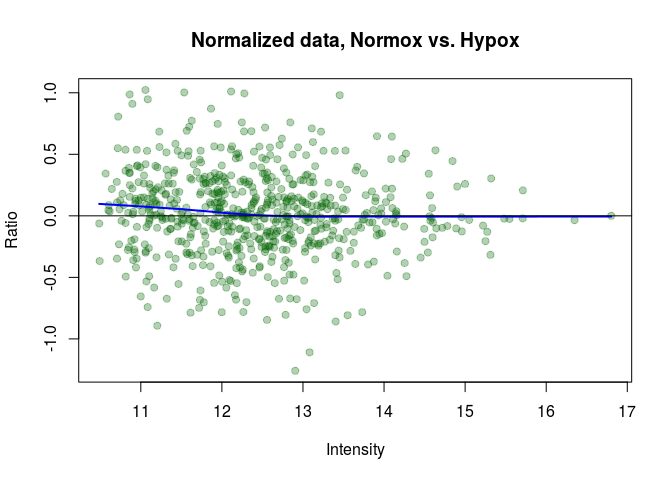 Normalized data, Normox vs. Hypox
Ratio
1.0
0.5
0.0
-0.5
-1.0
11 12 13 14 15 16 17
Intensity